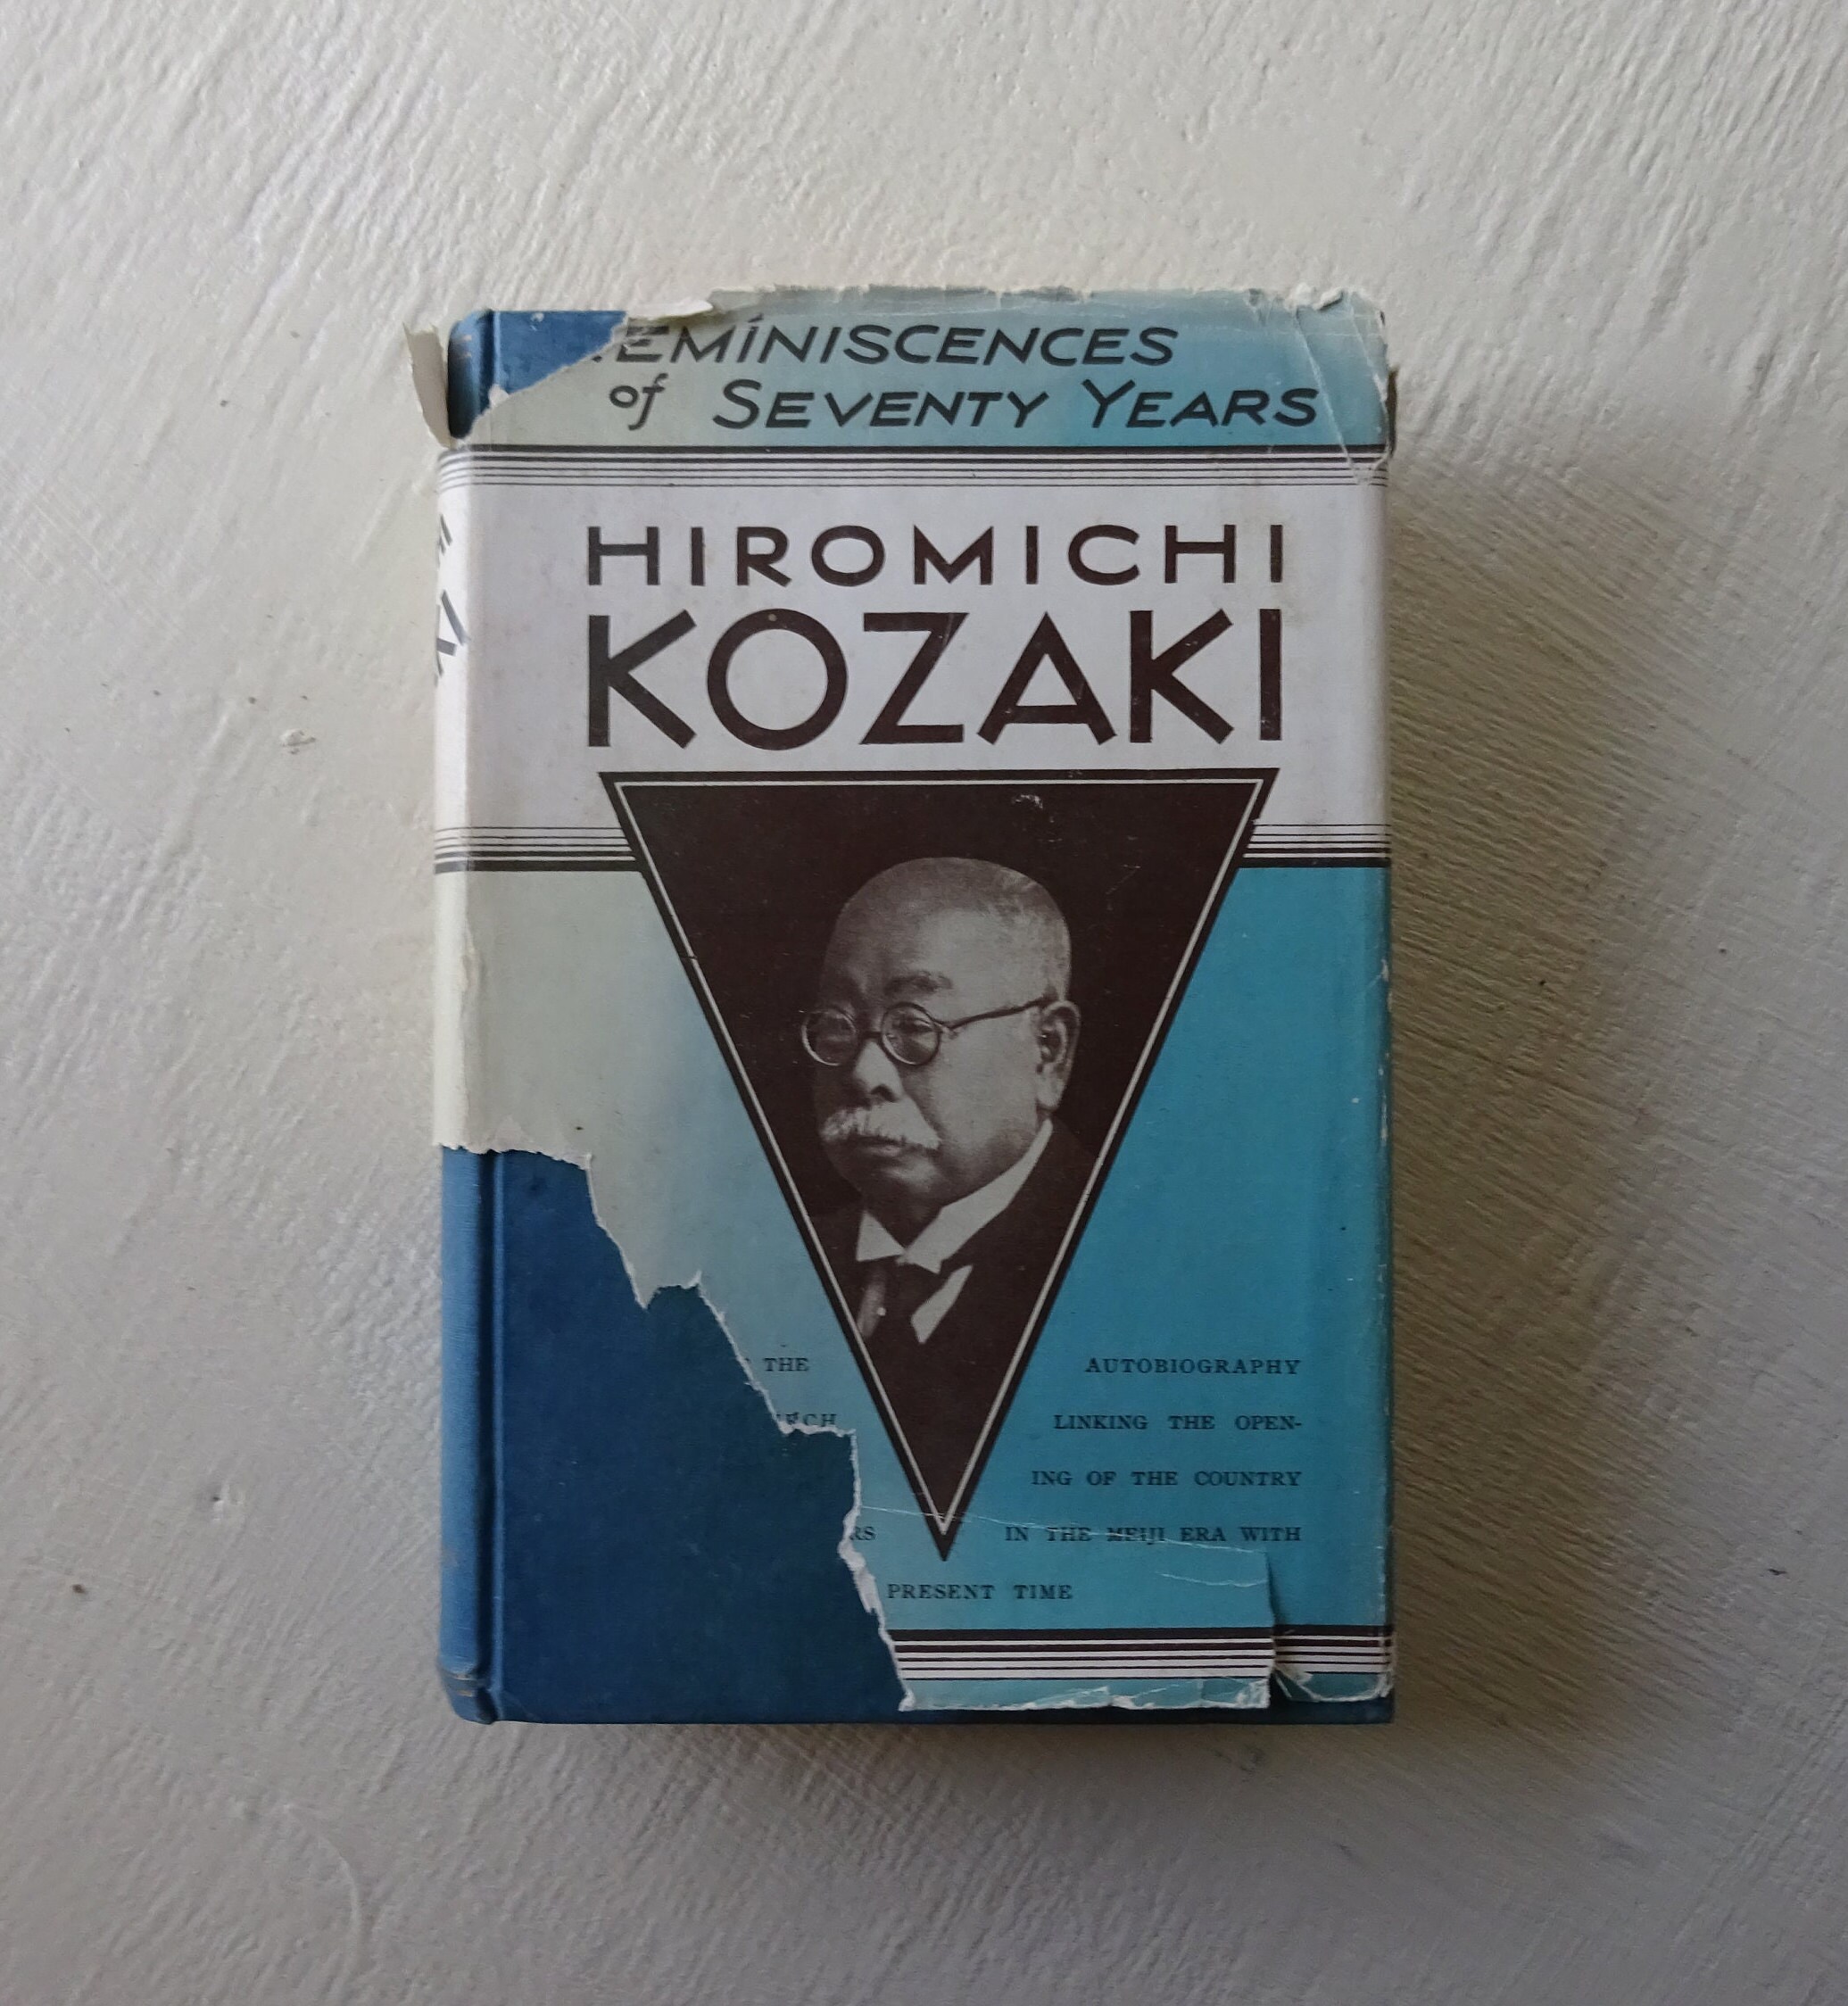 REMINISCENCES
of SEVENTY YEARS
HIROMICHI
KOZAKI
THE AUTOBIOGRAPHY
LINKING THE OPEN-
ING OF THE COUNTRY
IN THE MEIJI ERA WITH
PRESENT TIME